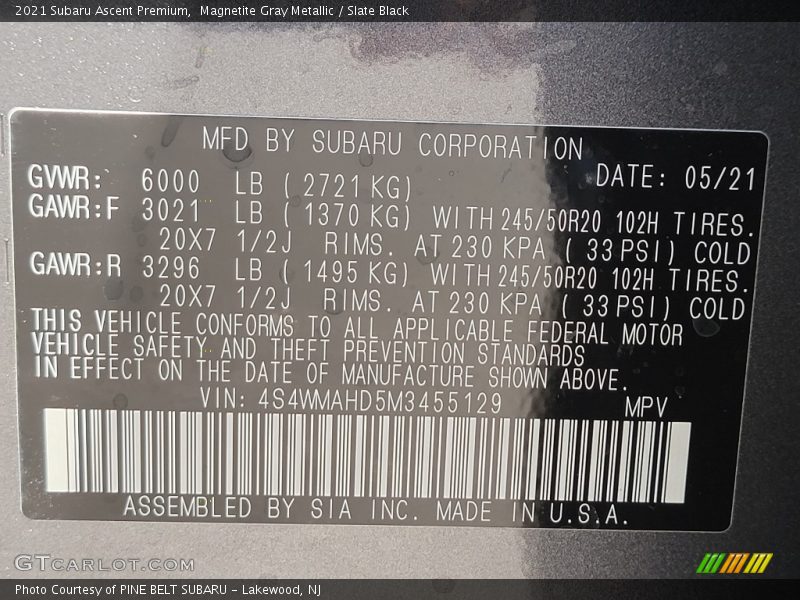 2021 Subaru Ascent Premium, Magnetite Gray Metallic / Slate Black
MFD BY SUBARU CORPORATION
GVWR: 6000 LB ( 2721 KG) DATE: 05/21
GAWR:F 3021 LB ( 1370 KG) WITH 245/50R20 102H TIRES.
20X7 1/2J RIMS. AT 230 KPA ( 33 PSI) COLD
GAWR:R 3296 LB ( 1495 KG) WITH 245/50R20 102H TIRES.
20X7 1/2J RIMS. AT 230 KPA ( 33 PSI) COLD
THIS VEHICLE CONFORMS TO ALL APPLICABLE FEDERAL MOTOR
VEHICLE SAFETY AND THEFT PREVENTION STANDARDS
IN EFFECT ON THE DATE OF MANUFACTURE SHOWN ABOVE.
VIN: 4S4WMAHD5M3455129 MPV
ASSEMBLED BY SIA INC. MADE IN U.S.A.
GTCARLOT.COM
Photo Courtesy of PINE BELT SUBARU - Lakewood, NJ